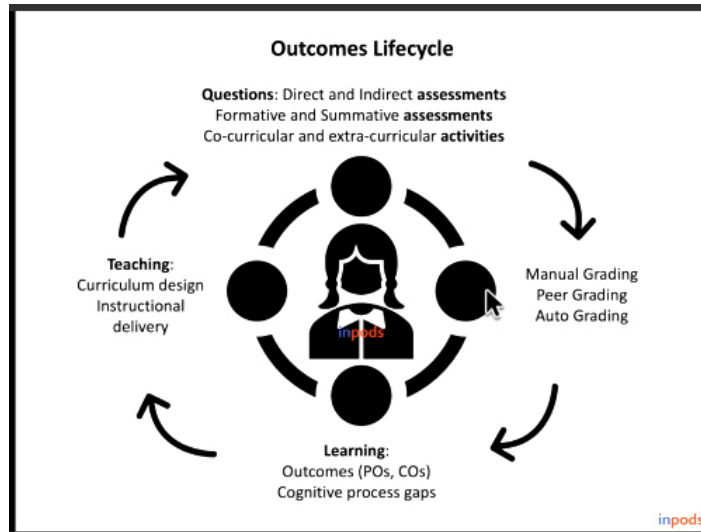 Outcomes Lifecycle
Questions: Direct and Indirect assessments
Formative and Summative assessments
Co-curricular and extra-curricular activities
Teaching:
Curriculum design
Instructional
delivery
Manual Grading
Peer Grading
Auto Grading
inpods
Learning:
Outcomes (POs, COs)
Cognitive process gaps
inpods